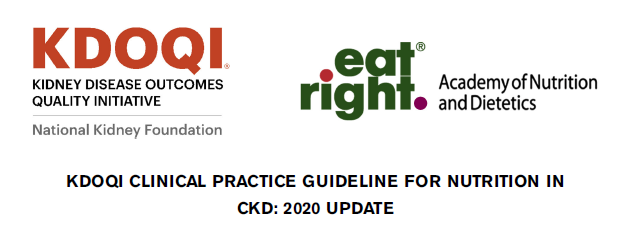 KDOQI®
KIDNEY DISEASE OUTCOMES
QUALITY INITIATIVE
National Kidney Foundation
eat®
right.
Academy of Nutrition
and Dietetics
KDOQI CLINICAL PRACTICE GUIDELINE FOR NUTRITION IN
CKD: 2020 UPDATE